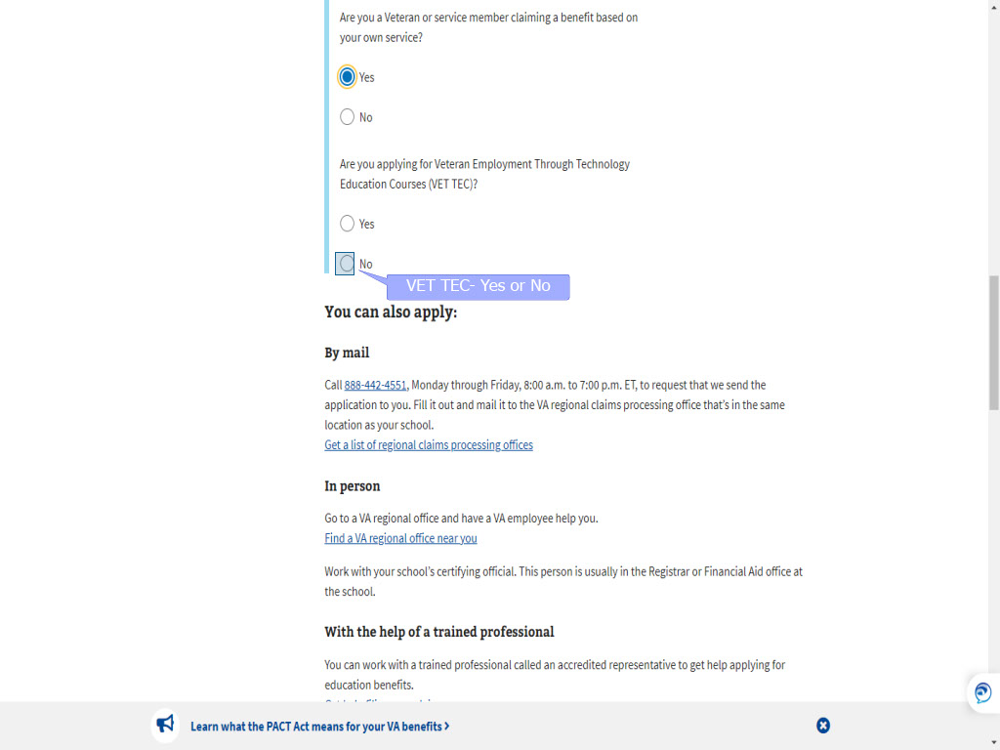 Are you a Veteran or service member claiming a benefit based on
your own service?
Yes
No
Are you applying for Veteran Employment Through Technology
Education Courses (VET TEC)?
Yes
No
VET TEC- Yes or No
You can also apply:
By mail
Call 888-442-4551, Monday through Friday, 8:00 a.m. to 7:00 p.m. ET, to request that we send the
application to you. Fill it out and mail it to the VA regional claims processing office that’s in the same
location as your school.
Get a list of regional claims processing offices
In person
Go to a VA regional office and have a VA employee help you.
Find a VA regional office near you
Work with your school’s certifying official. This person is usually in the Registrar or Financial Aid office at
the school.
With the help of a trained professional
You can work with a trained professional called an accredited representative to get help applying for
education benefits.
Learn what the PACT Act means for your VA benefits